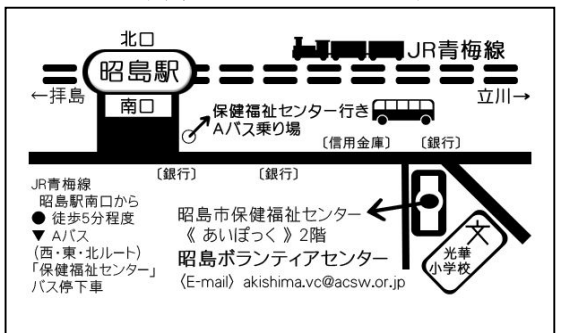 北口
JR青梅線
昭島駅
←拝島
立川→
南口
保健福祉センター行き
Aバス乗り場
〔信用金庫〕
〔銀行〕
〔銀行〕
〔銀行〕
JR青梅線
昭島駅南口から
● 徒歩5分程度
▼ Aバス
(西・東・北ルート)
「保健福祉センター」
バス停下車
昭島市保健福祉センター
《 あいぽっく 》2階
昭島ボランティアセンター
〈E-mail〉akishima.vc@acsw.or.jp
文
光華
小学校